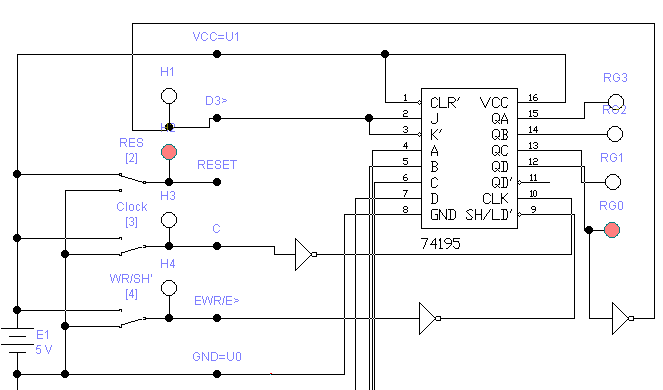 VCC=U1
H1
D3>
RES
[2]
RESET
Clock
[3]
H3
C
WR/SH'
[4]
H4
EWR/E>
E1
5 V
GND=U0
1 CLR' VCC 16
2 J QA 15
3 K' QB 14
4 A QC 13
5 B QD 12
6 C QD' 11
7 D CLK 10
8 GND SH/LD' 9
74195
RG3
RG2
RG1
RG0